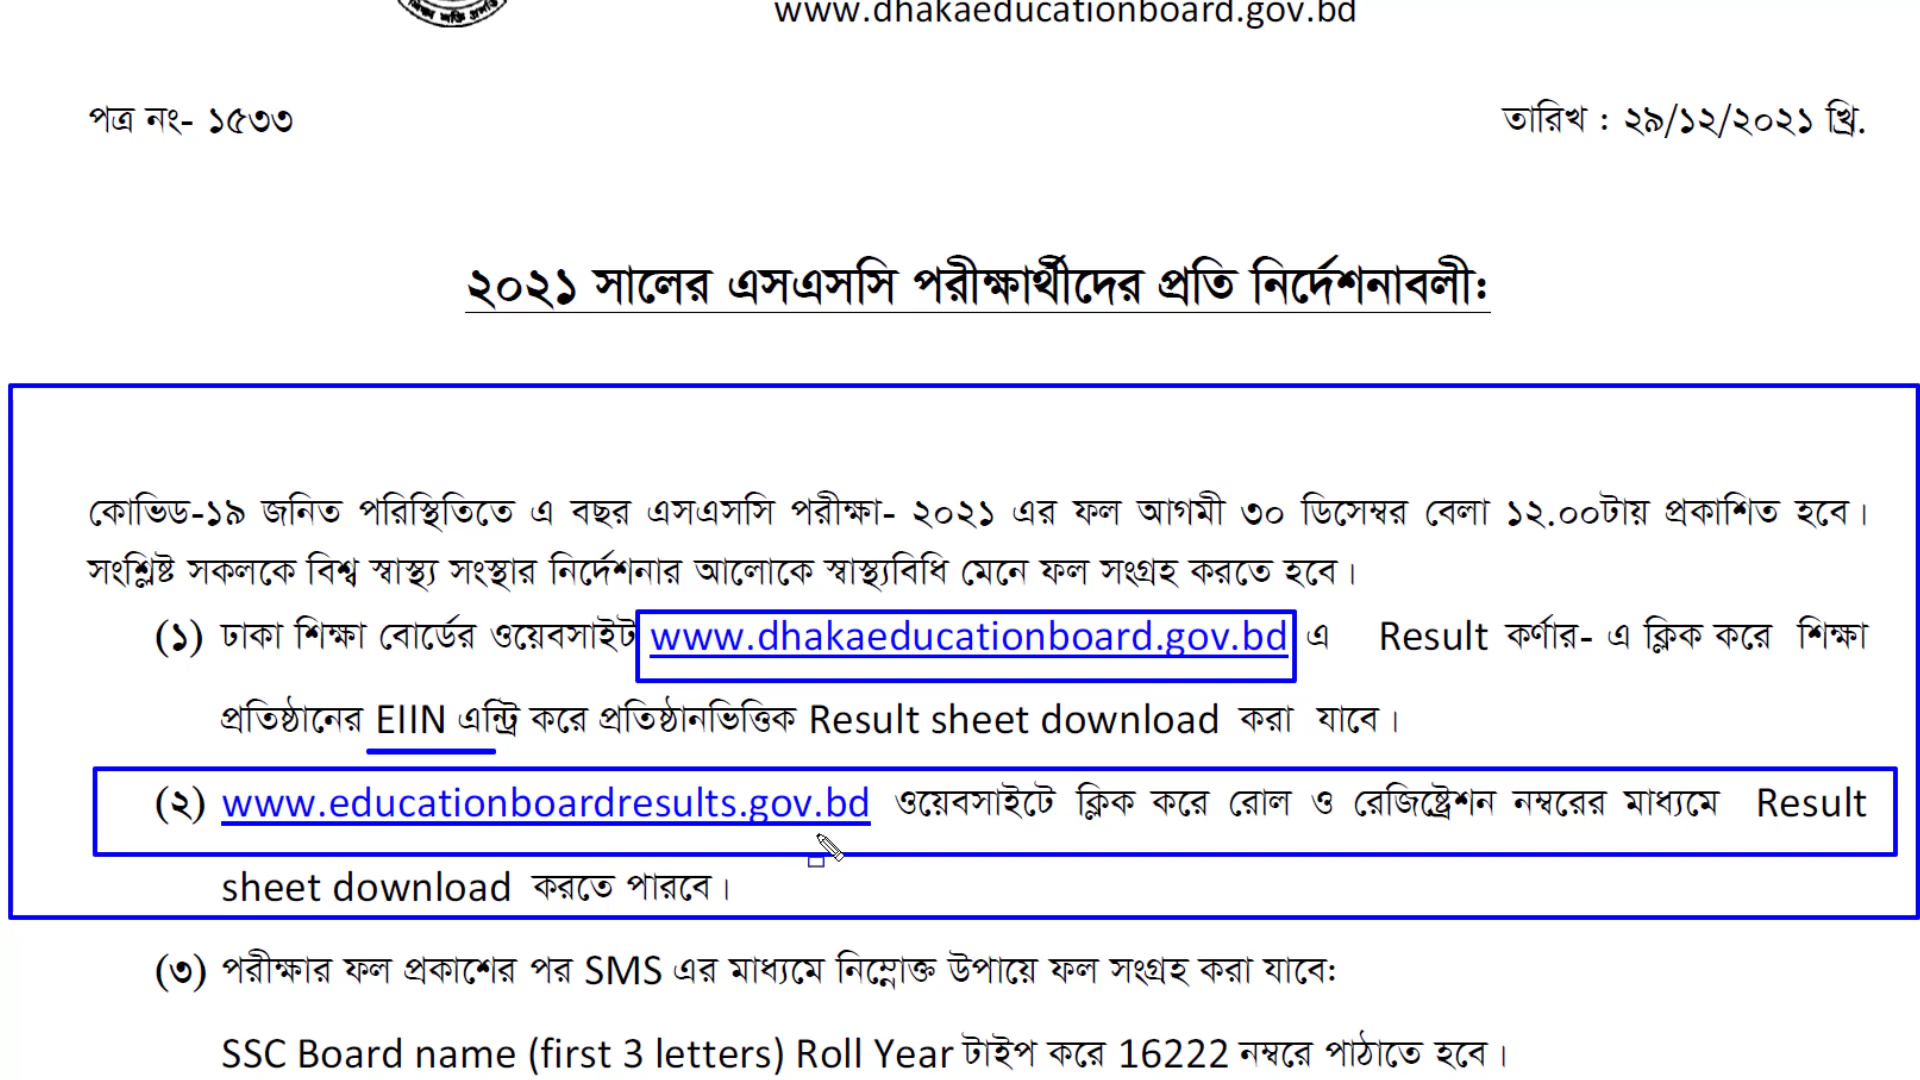 www.dhakaeducationboard.gov.bd
পত্র নং- ১৫৩৩
তারিখ : ২৯/১২/২০২১ খ্রি.
২০২১ সালের এসএসসি পরীক্ষার্থীদের প্রতি নির্দেশনাবলী:
কোভিড-১৯ জনিত পরিস্থিতিতে এ বছর এসএসসি পরীক্ষা- ২০২১ এর ফল আগামী ৩০ ডিসেম্বর বেলা ১২.০০টায় প্রকাশিত হবে।
সংশ্লিষ্ট সকলকে বিশ্ব স্বাস্থ্য সংস্থার নির্দেশনার আলোকে স্বাস্থ্যবিধি মেনে ফল সংগ্রহ করতে হবে।
(১) ঢাকা শিক্ষা বোর্ডের ওয়েবসাইট www.dhakaeducationboard.gov.bd এ Result কর্ণার- এ ক্লিক করে শিক্ষা
প্রতিষ্ঠানের EIIN এন্ট্রি করে প্রতিষ্ঠানভিত্তিক Result sheet download করা যাবে।
(২) www.educationboardresults.gov.bd ওয়েবসাইটে ক্লিক করে রোল ও রেজিষ্ট্রেশন নম্বরের মাধ্যমে Result
sheet download করতে পারবে।
(৩) পরীক্ষার ফল প্রকাশের পর SMS এর মাধ্যমে নিম্নোক্ত উপায়ে ফল সংগ্রহ করা যাবে:
SSC Board name (first 3 letters) Roll Year টাইপ করে 16222 নম্বরে পাঠাতে হবে।